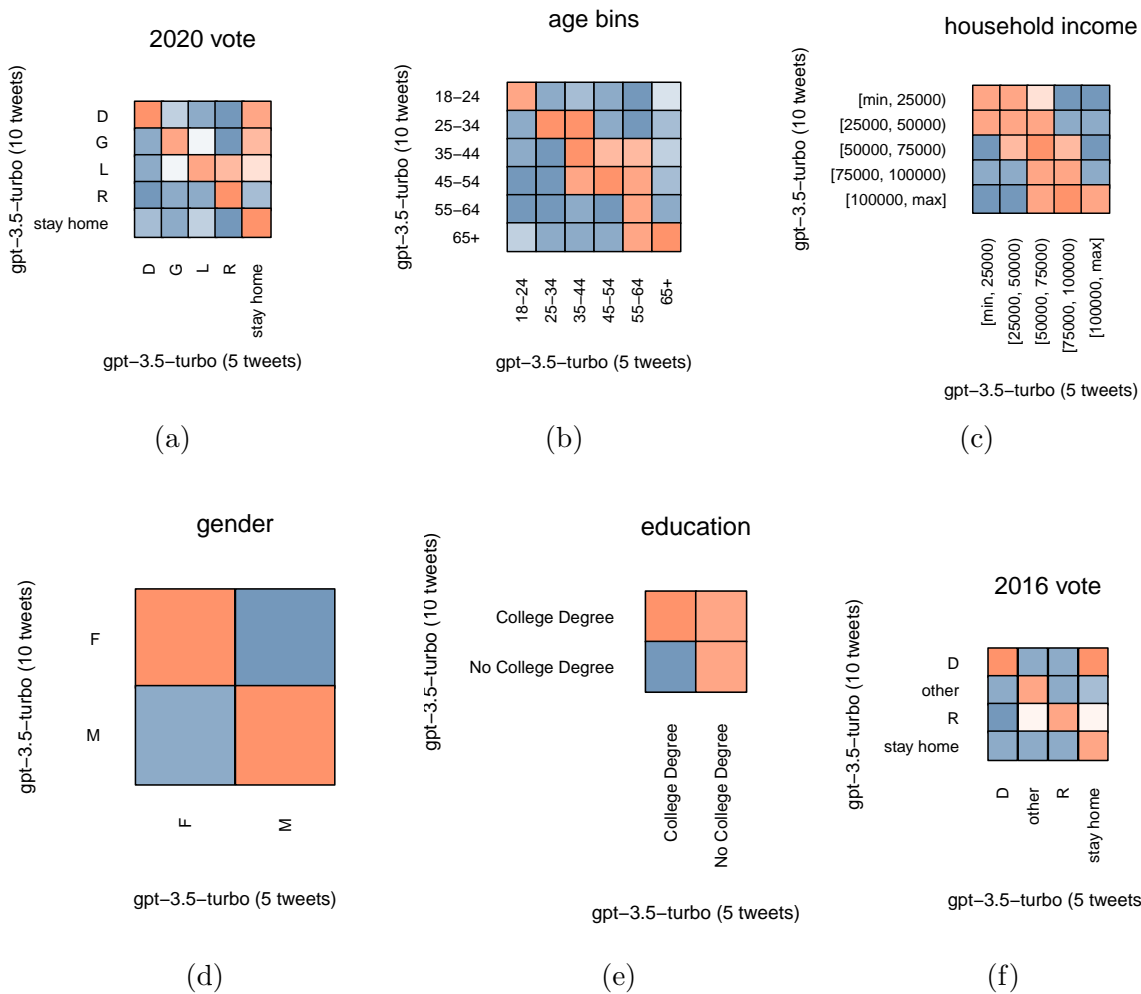 2020 vote
gpt−3.5−turbo (10 tweets)
D
G
L
R
stay home
D
G
L
R
stay home
gpt−3.5−turbo (5 tweets)
(a)
age bins
gpt−3.5−turbo (10 tweets)
18−24
25−34
35−44
45−54
55−64
65+
18−24
25−34
35−44
45−54
55−64
65+
gpt−3.5−turbo (5 tweets)
(b)
household income
gpt−3.5−turbo (10 tweets)
[min, 25000)
[25000, 50000)
[50000, 75000)
[75000, 100000)
[100000, max]
[min, 25000)
[25000, 50000)
[50000, 75000)
[75000, 100000)
[100000, max]
gpt−3.5−turbo (5 tweets)
(c)
gender
gpt−3.5−turbo (10 tweets)
F
M
F
M
gpt−3.5−turbo (5 tweets)
(d)
education
gpt−3.5−turbo (10 tweets)
College Degree
No College Degree
College Degree
No College Degree
gpt−3.5−turbo (5 tweets)
(e)
2016 vote
gpt−3.5−turbo (10 tweets)
D
other
R
stay home
D
other
R
stay home
gpt−3.5−turbo (5 tweets
(f)